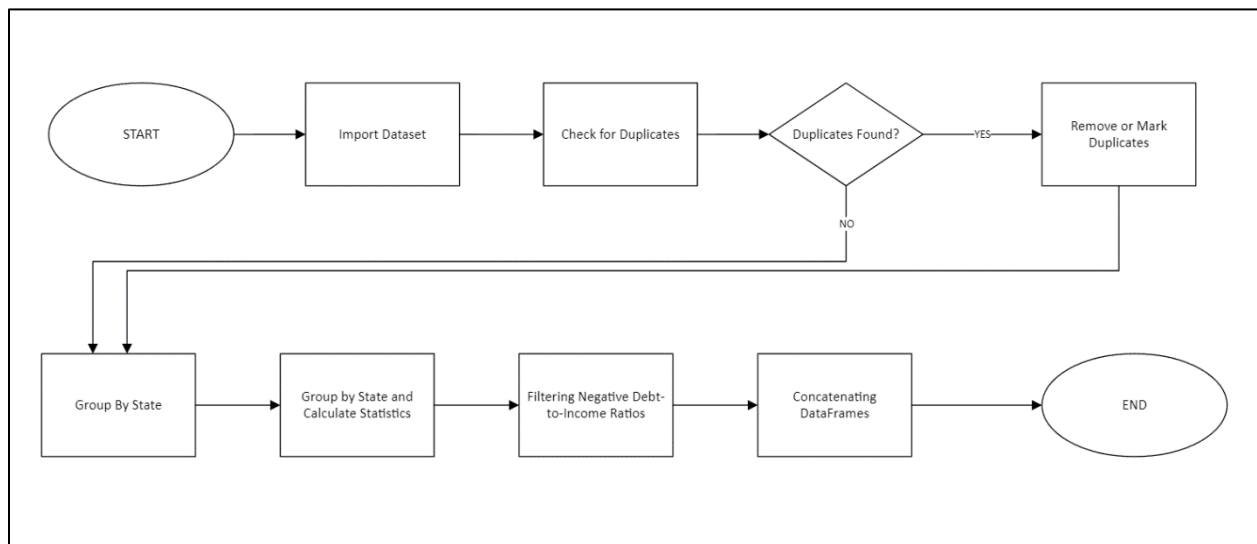 START
Import Dataset
Check for Duplicates
Duplicates Found?
YES
Remove or Mark
Duplicates
NO
Group By State
Group by State and
Calculate Statistics
Filtering Negative Debt-
to-Income Ratios
Concatenating
DataFrames
END